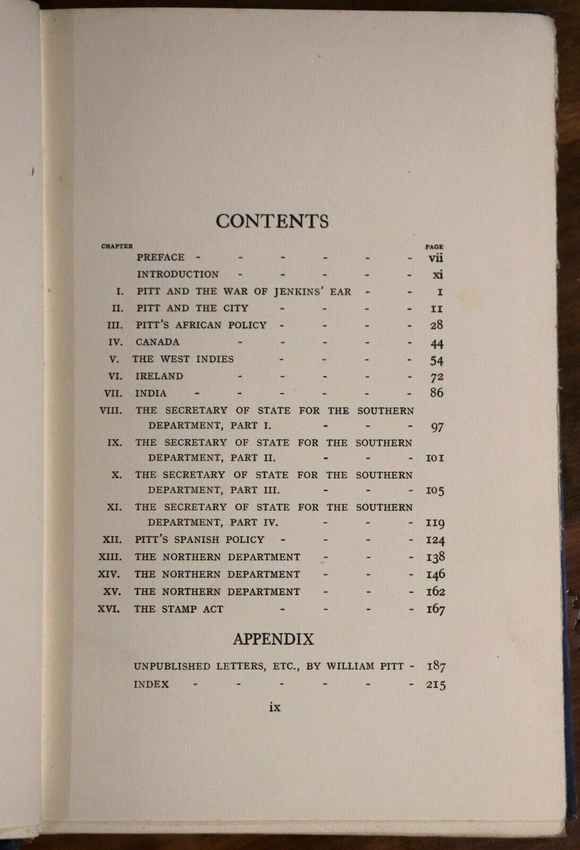 CONTENTS
CHAPTER PAGE
PREFACE - - - - - - vii
INTRODUCTION - - - - - xi
I. PITT AND THE WAR OF JENKINS' EAR - - 1
II. PITT AND THE CITY - - - - 11
III. PITT'S AFRICAN POLICY - - - - 28
IV. CANADA - - - - - 44
V. THE WEST INDIES - - - - 54
VI. IRELAND - - - - - 72
VII. INDIA - - - - - - 86
VIII. THE SECRETARY OF STATE FOR THE SOUTHERN
DEPARTMENT, PART I. - - - 97
IX. THE SECRETARY OF STATE FOR THE SOUTHERN
DEPARTMENT, PART II. - - - 101
X. THE SECRETARY OF STATE FOR THE SOUTHERN
DEPARTMENT, PART III. - - - 105
XI. THE SECRETARY OF STATE FOR THE SOUTHERN
DEPARTMENT, PART IV. - - - 119
XII. PITT'S SPANISH POLICY - - - - 124
XIII. THE NORTHERN DEPARTMENT - - - 138
XIV. THE NORTHERN DEPARTMENT - - - 146
XV. THE NORTHERN DEPARTMENT - - - 162
XVI. THE STAMP ACT - - - - 167
APPENDIX
UNPUBLISHED LETTERS, ETC., BY WILLIAM PITT - 187
INDEX - - - - - - 215
ix